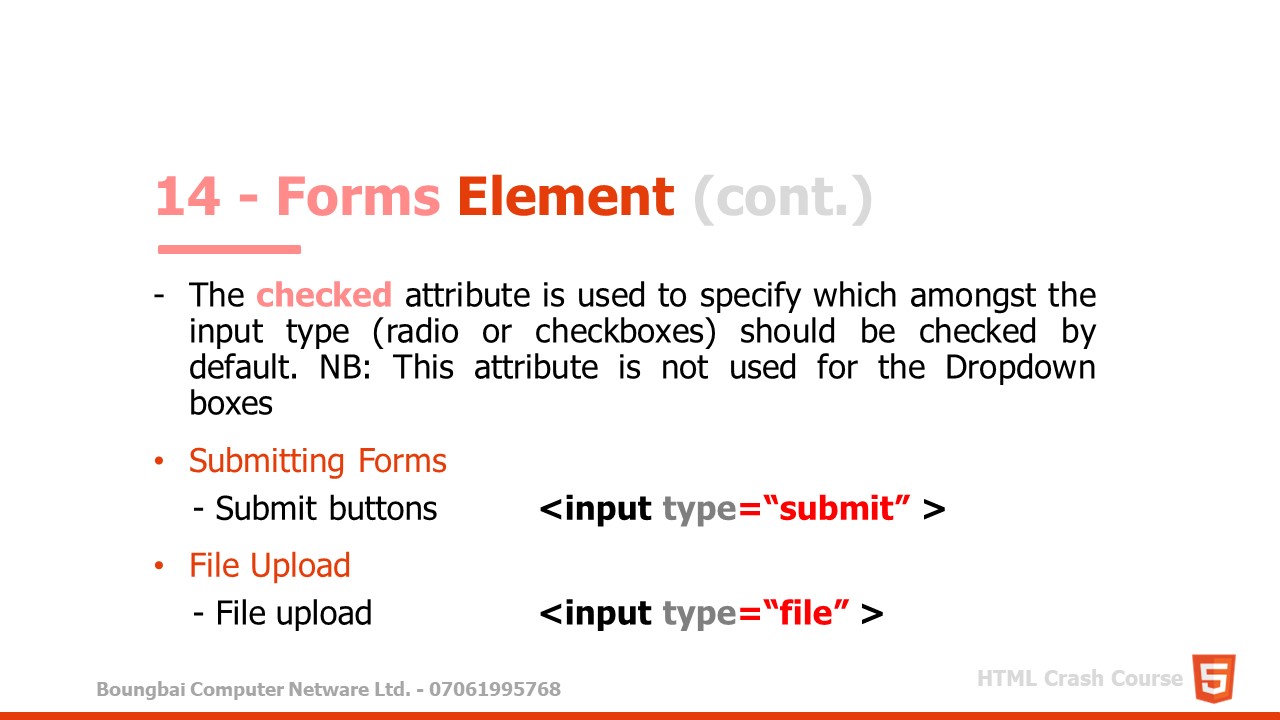 14 - Forms Element (cont.)
- The checked attribute is used to specify which amongst the
input type (radio or checkboxes) should be checked by
default. NB: This attribute is not used for the Dropdown
boxes
• Submitting Forms
- Submit buttons <input type=“submit” >
• File Upload
- File upload <input type=“file” >
Boungbai Computer Netware Ltd. - 07061995768
HTML Crash Course 5